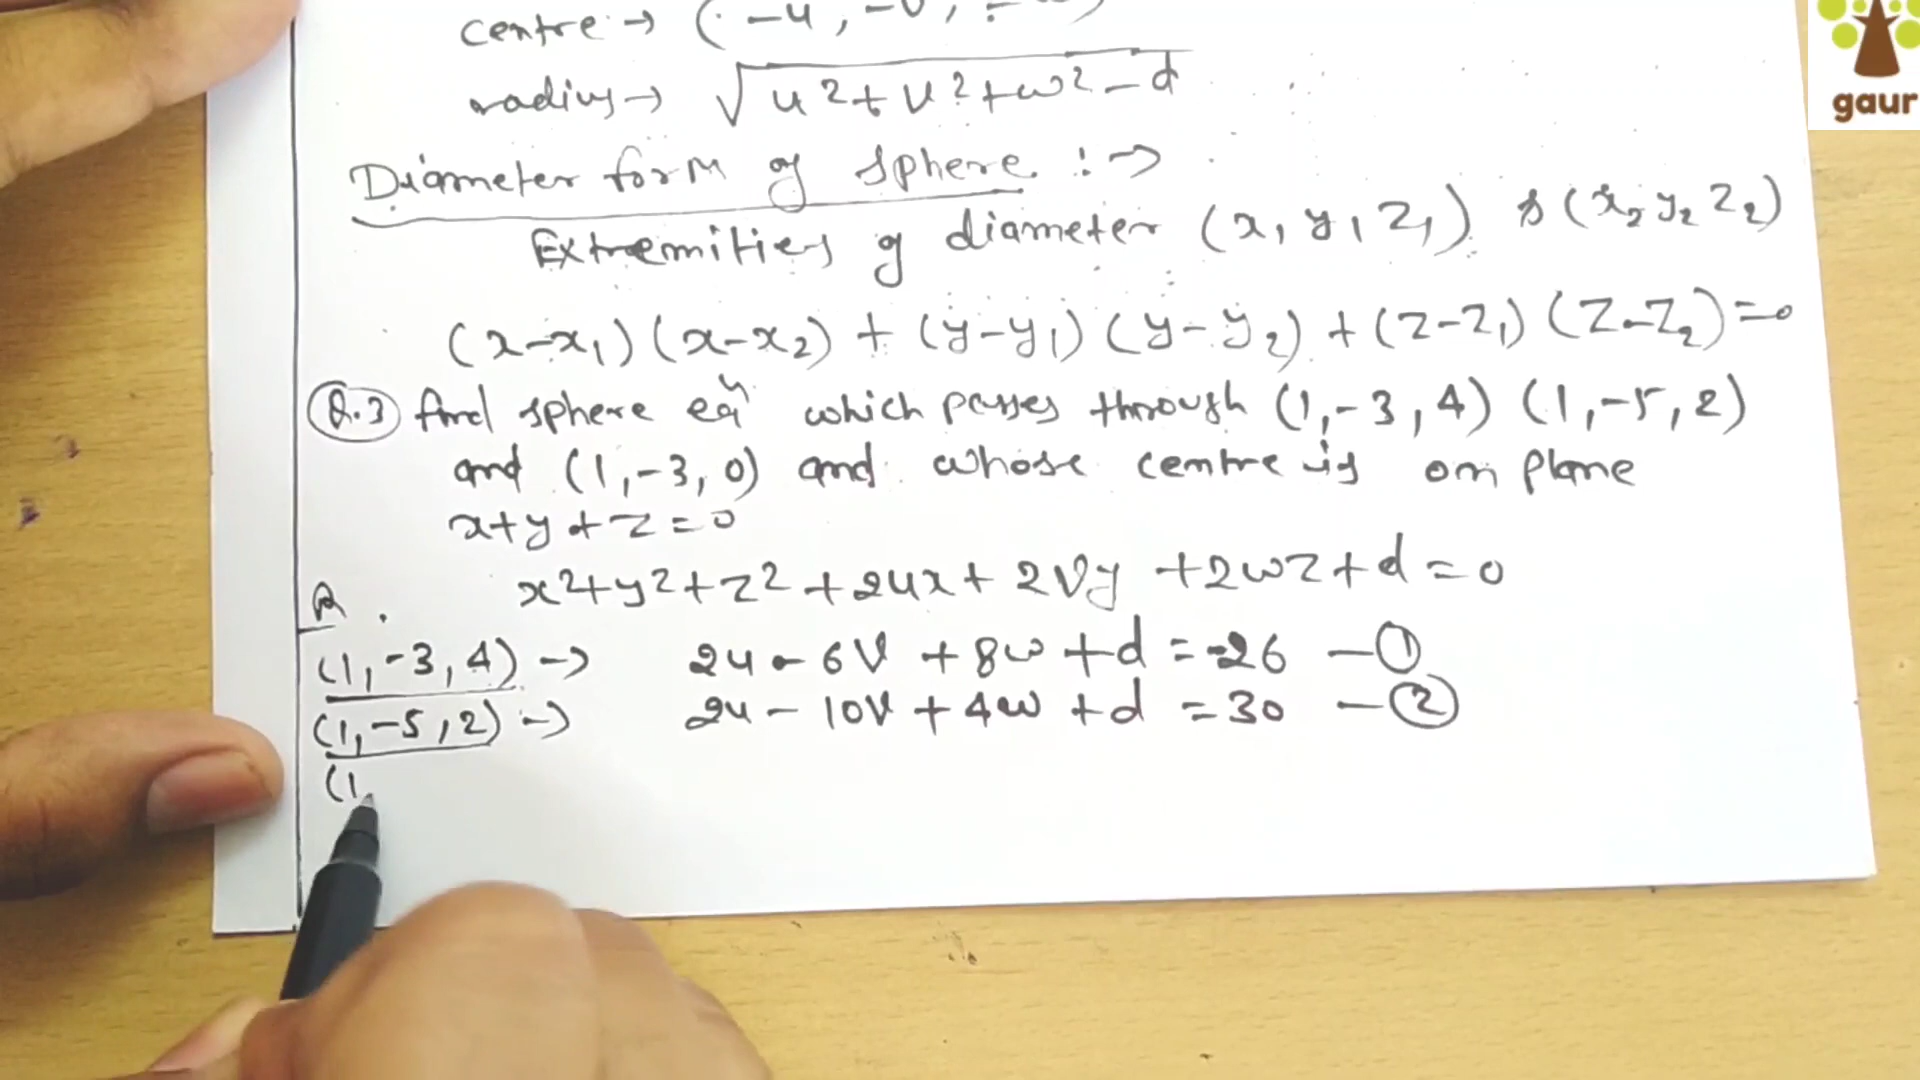 centre → (-u, -v, -w)
radius → √u²+v²+w²-d
gaur
Diameter form of sphere :→
Extremities of diameter (x₁ y₁ z₁) & (x₂ y₂ z₂)
(x-x₁)(x-x₂) + (y-y₁)(y-y₂) + (z-z₁)(z-z₂)=0
Q.3 find sphere eqⁿ which passes through (1,-3,4) (1,-5,2)
and (1,-3,0) and whose centre is on plane
x+y+z=0
A. x²+y²+z²+2ux+2vy+2wz+d=0
(1,-3,4) → 2u-6v+8w+d=-26 —①
(1,-5,2) → 2u-10v+4w+d=30 —②
(1,